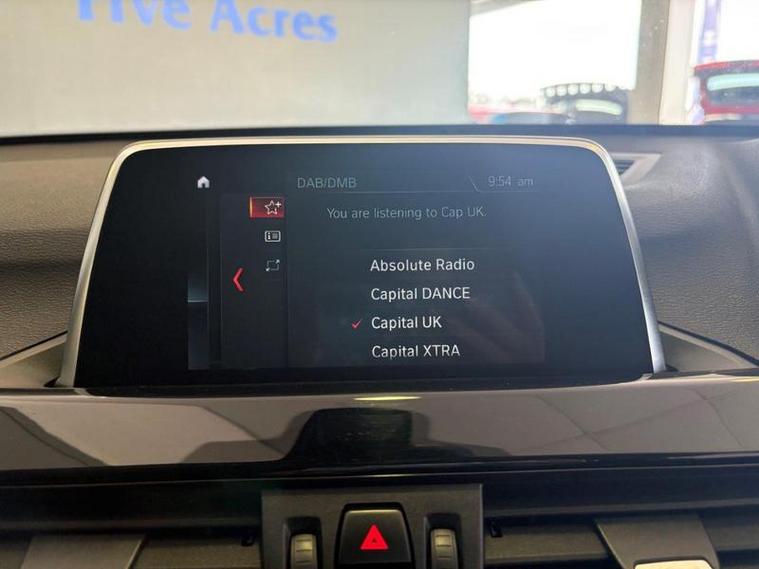 Five Acres
DAB/DMB
9:54 am
You are listening to Cap UK.
Absolute Radio
Capital DANCE
Capital UK
Capital XTRA